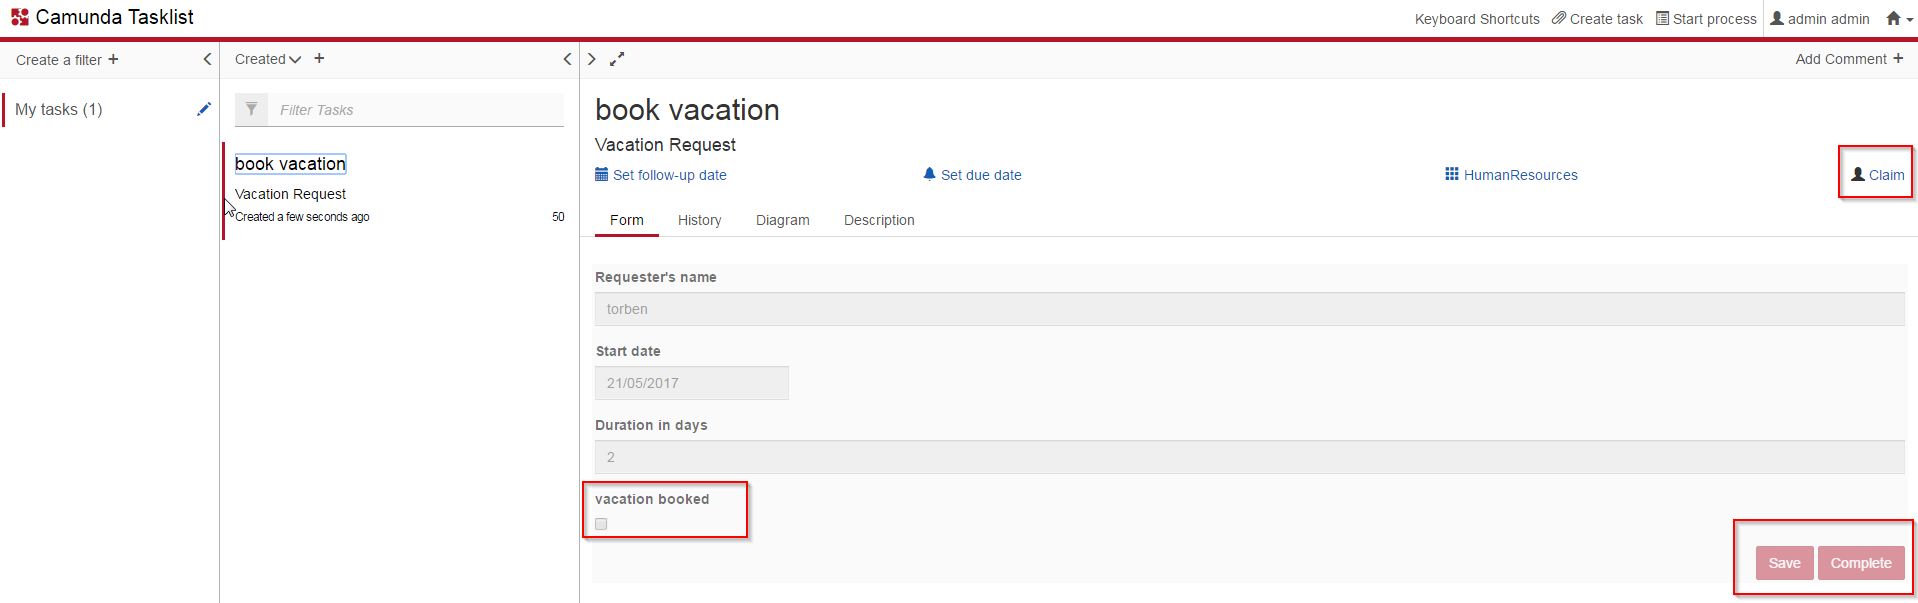 Camunda Tasklist
Keyboard Shortcuts Create task Start process admin admin
Create a filter +
My tasks (1)
Created +
Filter Tasks
book vacation
Vacation Request
Created a few seconds ago 50
Add Comment +
book vacation
Vacation Request
Set follow-up date Set due date HumanResources Claim
Form History Diagram Description
Requester's name
torben
Start date
21/05/2017
Duration in days
2
vacation booked
Save Complete